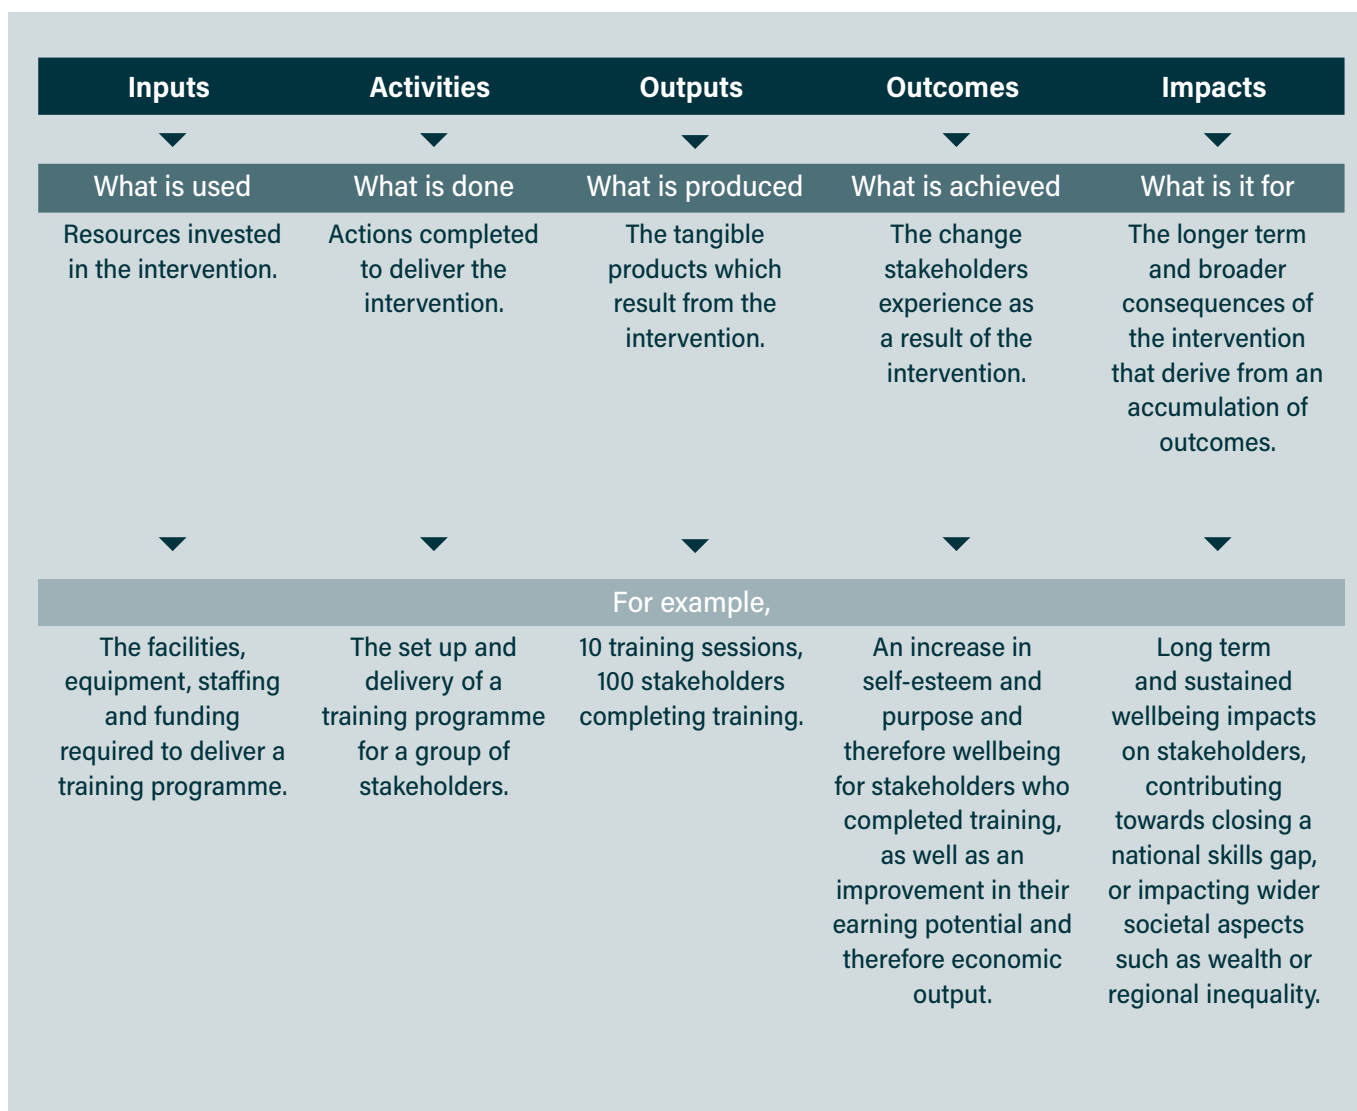 Inputs
Activities
Outputs
Outcomes
Impacts
What is used
What is done
What is produced
What is achieved
What is it for
Resources invested
in the intervention.
Actions completed
to deliver the
intervention.
The tangible
products which
result from the
intervention.
The change
stakeholders
experience as
a result of the
intervention.
The longer term
and broader
consequences of
the intervention
that derive from an
accumulation of
outcomes.
For example,
The facilities,
equipment, staffing
and funding
required to deliver a
training programme.
The set up and
delivery of a
training programme
for a group of
stakeholders.
10 training sessions,
100 stakeholders
completing training.
An increase in
self-esteem and
purpose and
therefore wellbeing
for stakeholders who
completed training,
as well as an
improvement in their
earning potential and
therefore economic
output.
Long term
and sustained
wellbeing impacts
on stakeholders,
contributing
towards closing a
national skills gap,
or impacting wider
societal aspects
such as wealth or
regional inequality.